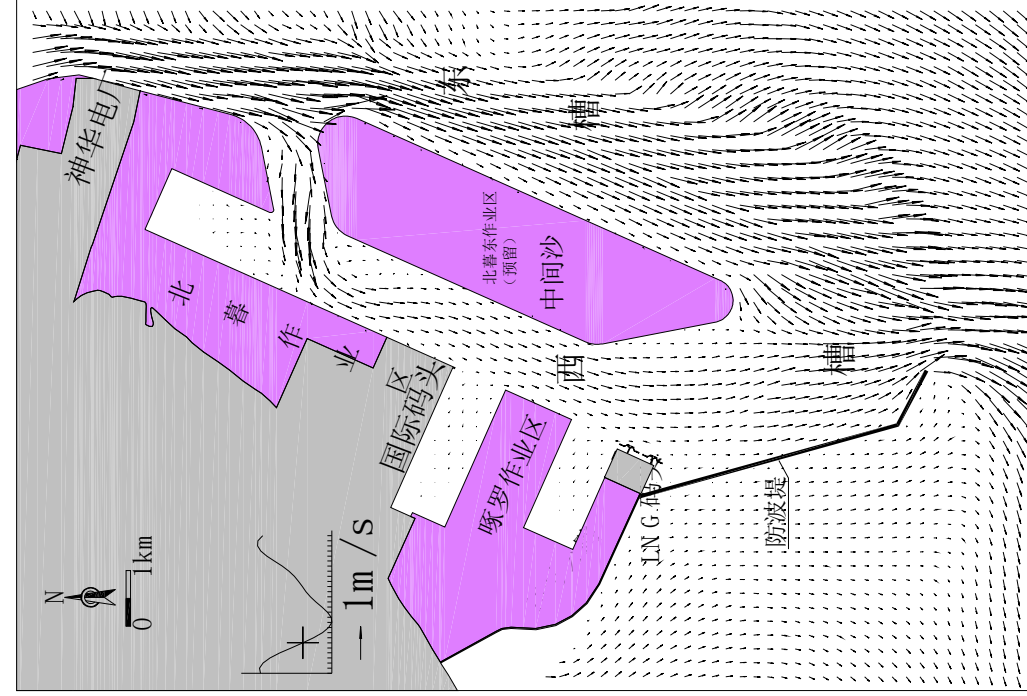 神华电厂
东
槽
北暮作业区
北暮东作业区
(预留)
中间沙
西
槽
国际码头
啄罗作业区
LNG码头
防波堤
N
0 1km
1m/s